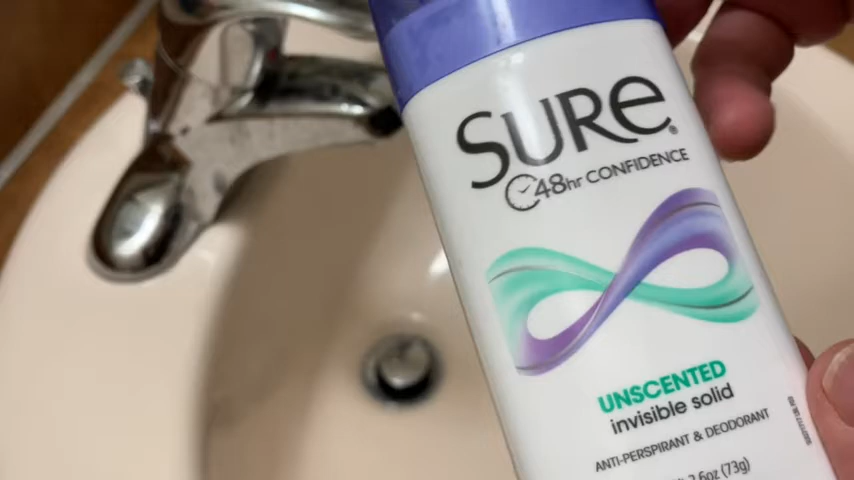 SURE®
48hr CONFIDENCE
UNSCENTED
invisible solid
ANTI-PERSPIRANT & DEODORANT
2.6oz (73g)